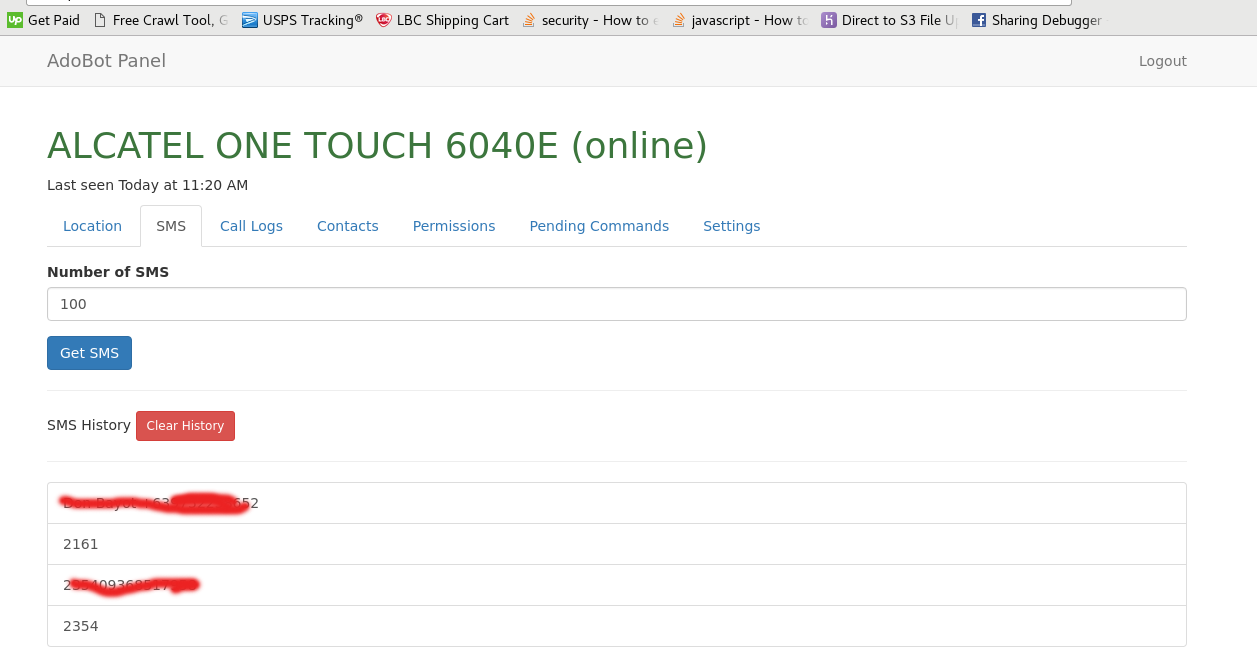 Get Paid Free Crawl Tool, G USPS Tracking® LBC Shipping Cart security - How to e javascript - How to Direct to S3 File U Sharing Debugger
AdoBot Panel Logout
ALCATEL ONE TOUCH 6040E (online)
Last seen Today at 11:20 AM
Location SMS Call Logs Contacts Permissions Pending Commands Settings
Number of SMS
100
Get SMS
SMS History Clear History
2161
2354